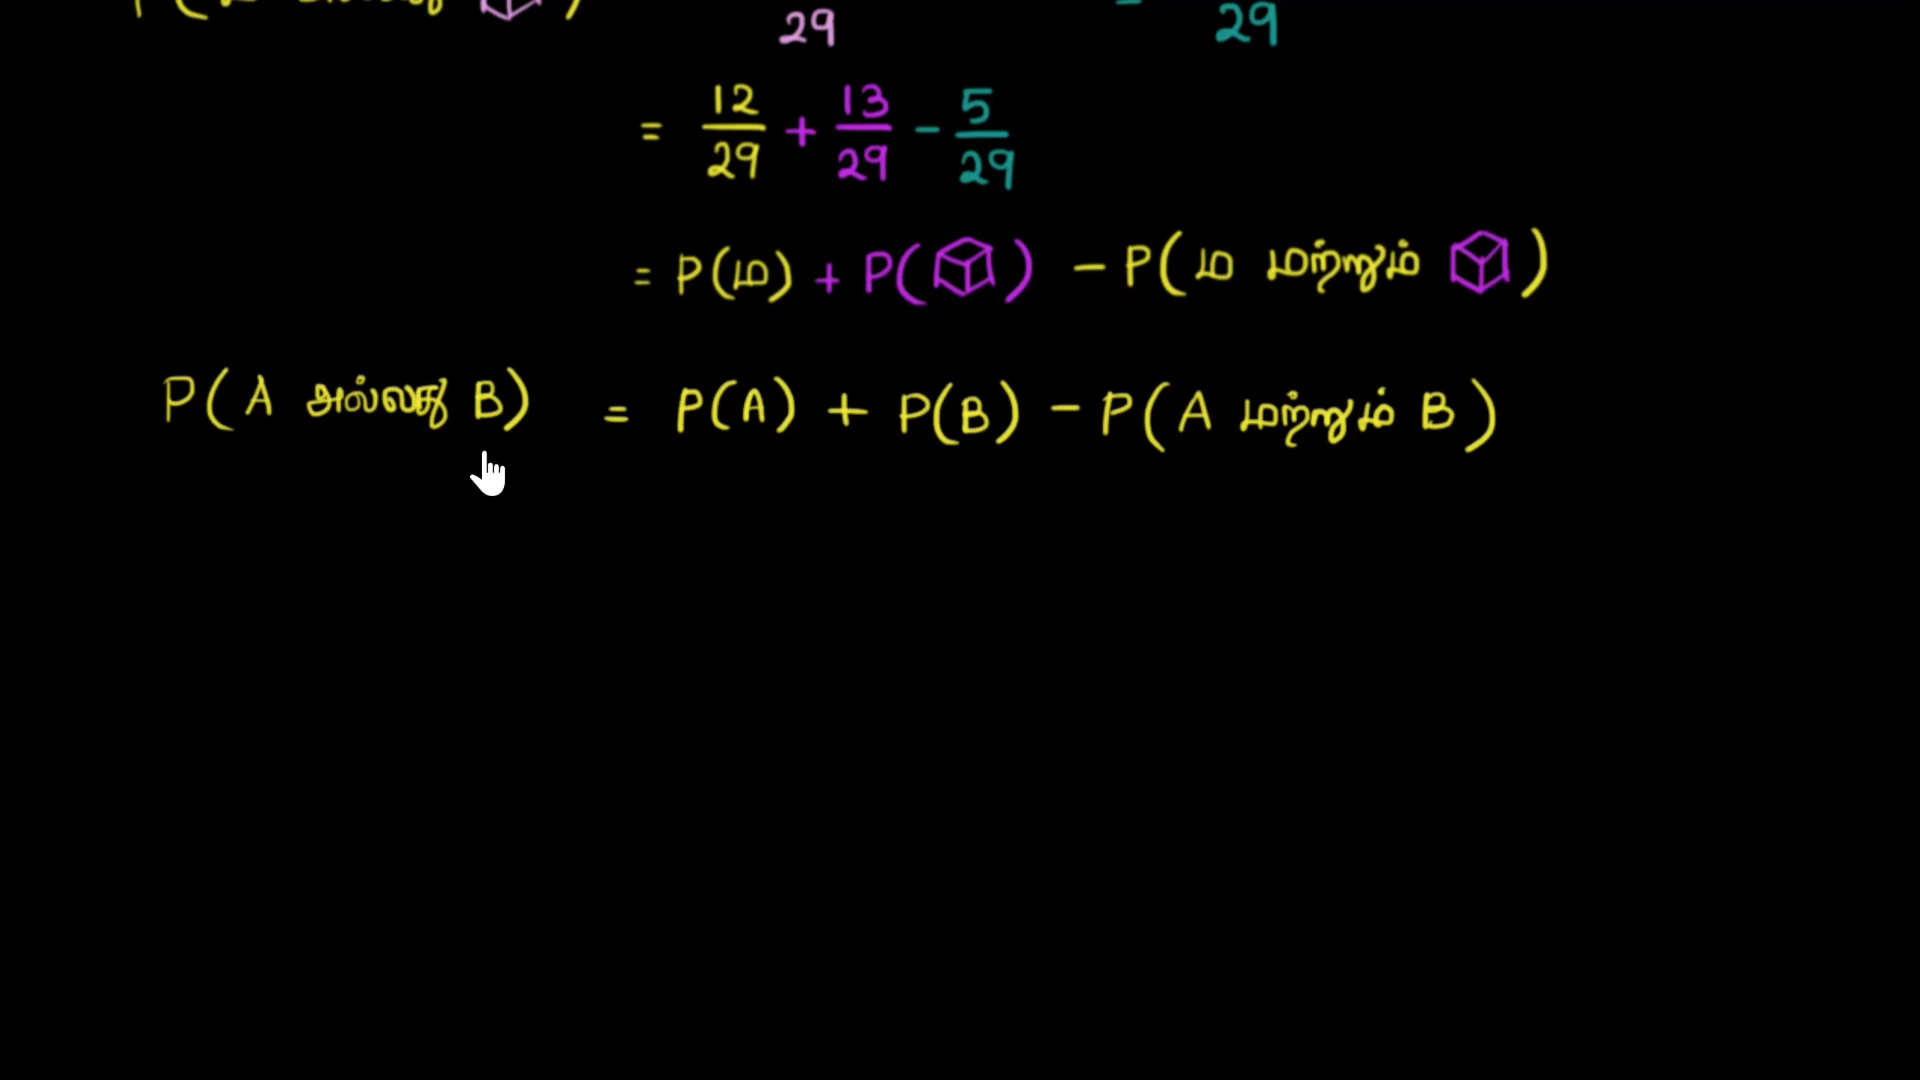 29 = 29
= 12/29 + 13/29 - 5/29
= P(ம) + P( ) - P(ம மற்றும் )
P(A அல்லது B) = P(A) + P(B) - P(A மற்றும் B)